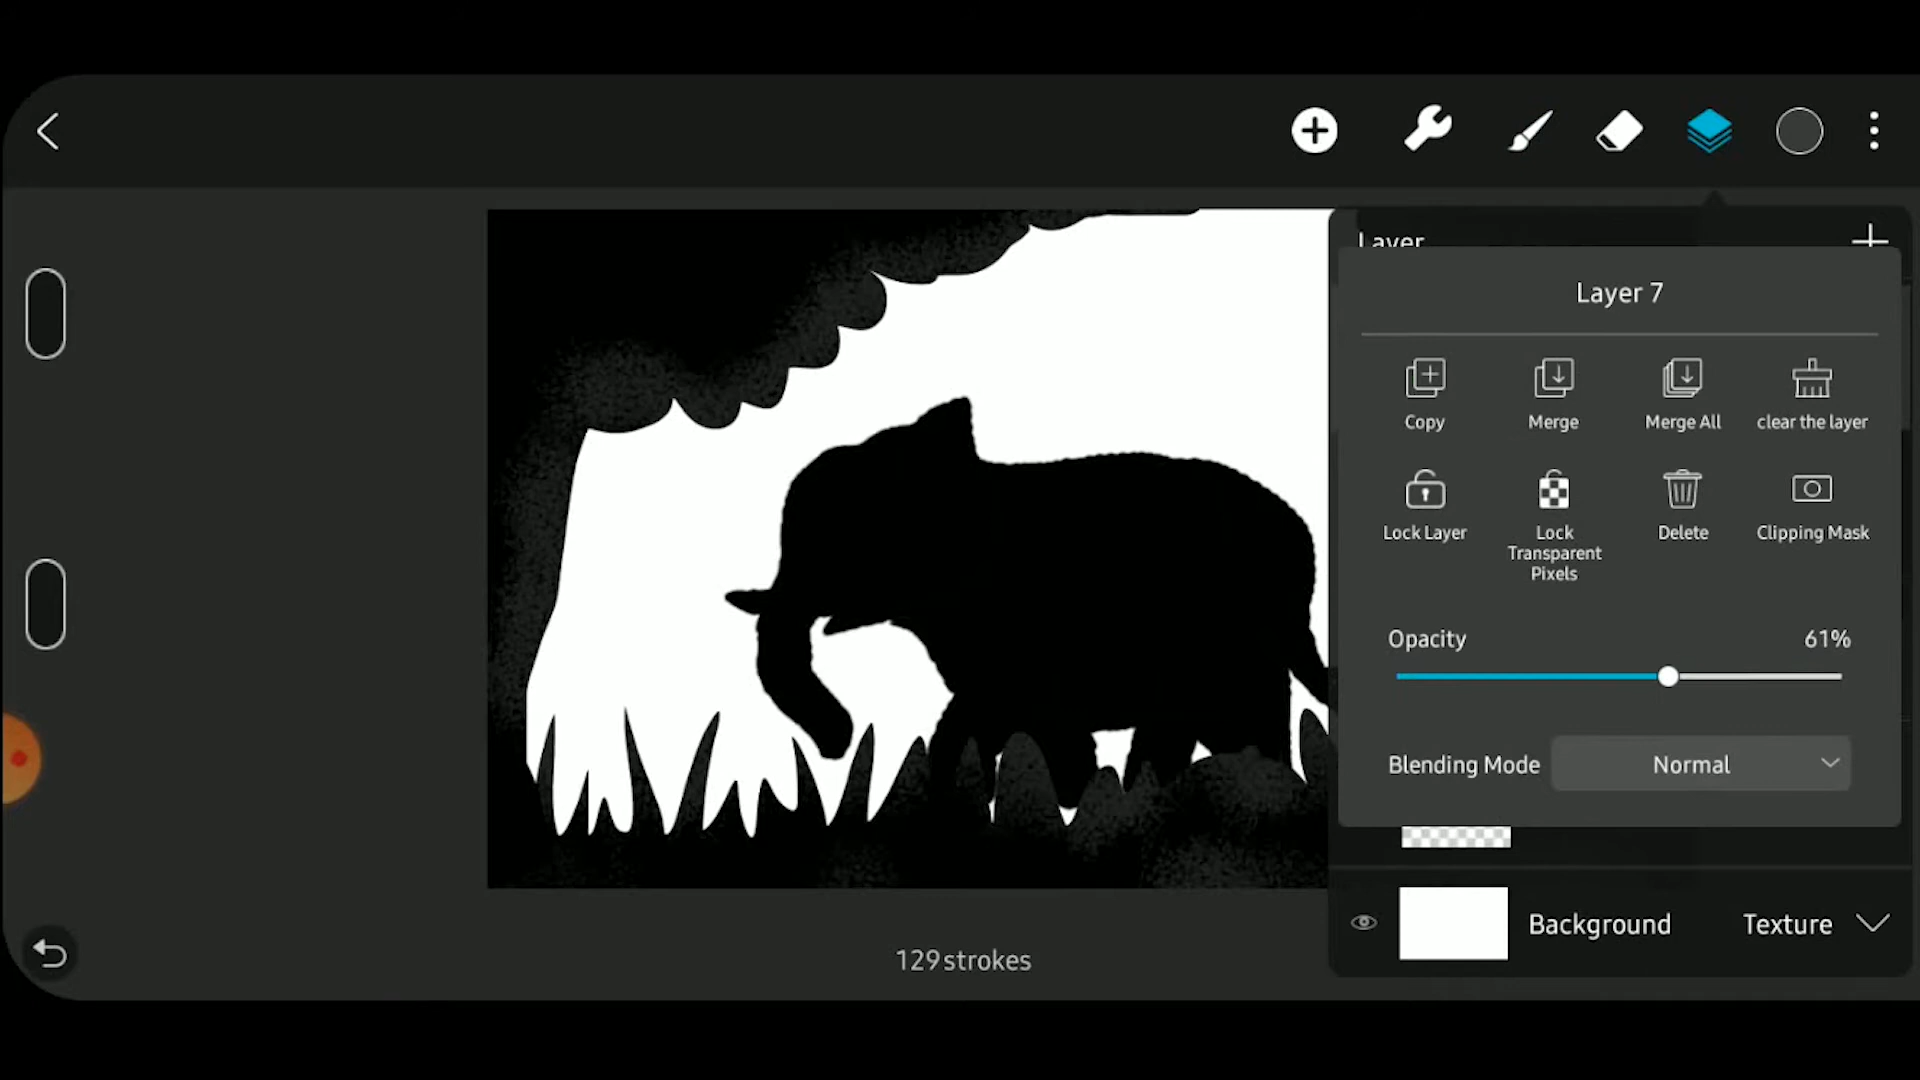 Layer
Layer 7
Copy
Merge
Merge All
clear the layer
Lock Layer
Lock
Transparent
Pixels
Delete
Clipping Mask
Opacity
61%
Blending Mode
Normal
Background
Texture
129strokes